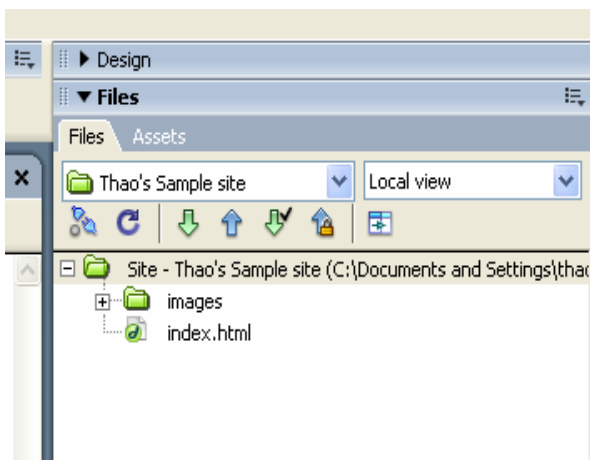 Design
Files
Files Assets
Thao's Sample site Local view
Site - Thao's Sample site (C:\Documents and Settings\thao
images
index.html